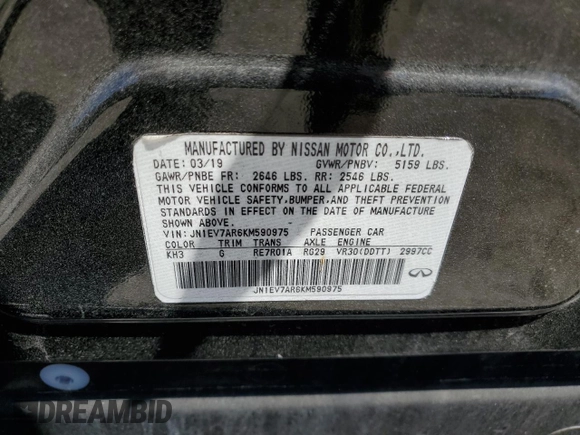 MANUFACTURED BY NISSAN MOTOR CO.,LTD.
DATE: 03/19 GVWR/PNBV: 5159 LBS.
GAWR/PNBE FR: 2646 LBS. RR: 2546 LBS.
THIS VEHICLE CONFORMS TO ALL APPLICABLE FEDERAL
MOTOR VEHICLE SAFETY,BUMPER,AND THEFT PREVENTION
STANDARDS IN EFFECT ON THE DATE OF MANUFACTURE
SHOWN ABOVE.
VIN: JN1EV7AR6KM590975 PASSENGER CAR
COLOR TRIM TRANS AXLE ENGINE
KH3 G RE7R01A RG29 VR30(DDTT) 2997CC
JN1EV7AR6KM590975
DREAMBID